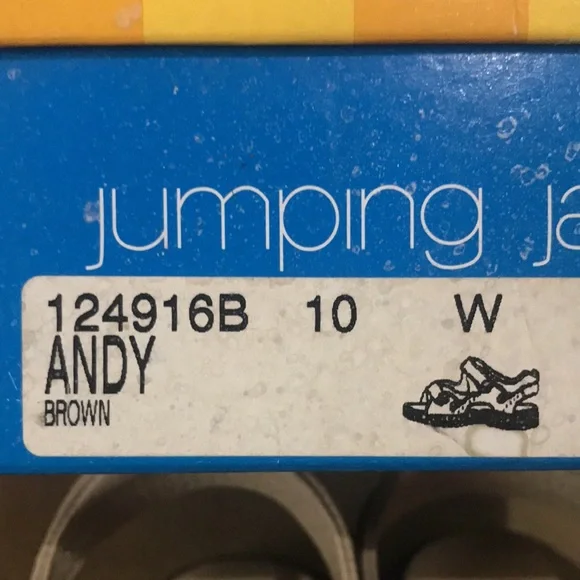 jumping ja
124916B 10 W
ANDY
BROWN